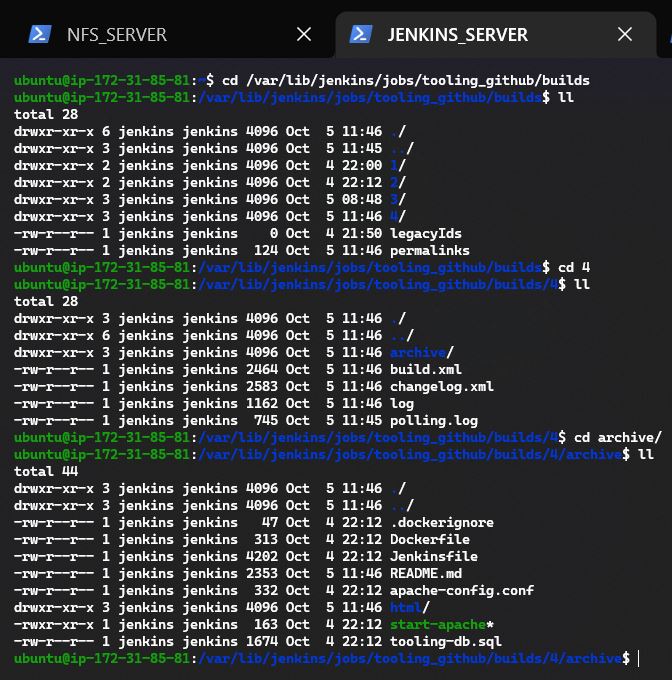 NFS_SERVER
JENKINS_SERVER
ubuntu@ip-172-31-85-81:~$ cd /var/lib/jenkins/jobs/tooling_github/builds
ubuntu@ip-172-31-85-81:/var/lib/jenkins/jobs/tooling_github/builds$ ll
total 28
drwxr-xr-x 6 jenkins jenkins 4096 Oct  5 11:46 ./
drwxr-xr-x 3 jenkins jenkins 4096 Oct  5 11:45 ../
drwxr-xr-x 2 jenkins jenkins 4096 Oct  4 22:00 1/
drwxr-xr-x 2 jenkins jenkins 4096 Oct  4 22:12 2/
drwxr-xr-x 3 jenkins jenkins 4096 Oct  5 08:48 3/
drwxr-xr-x 3 jenkins jenkins 4096 Oct  5 11:46 4/
-rw-r--r-- 1 jenkins jenkins    0 Oct  4 21:50 legacyIds
-rw-r--r-- 1 jenkins jenkins  124 Oct  5 11:46 permalinks
ubuntu@ip-172-31-85-81:/var/lib/jenkins/jobs/tooling_github/builds$ cd 4
ubuntu@ip-172-31-85-81:/var/lib/jenkins/jobs/tooling_github/builds/4$ ll
total 28
drwxr-xr-x 3 jenkins jenkins 4096 Oct  5 11:46 ./
drwxr-xr-x 6 jenkins jenkins 4096 Oct  5 11:46 ../
drwxr-xr-x 3 jenkins jenkins 4096 Oct  5 11:46 archive/
-rw-r--r-- 1 jenkins jenkins 2464 Oct  5 11:46 build.xml
-rw-r--r-- 1 jenkins jenkins 2583 Oct  5 11:46 changelog.xml
-rw-r--r-- 1 jenkins jenkins 1162 Oct  5 11:46 log
-rw-r--r-- 1 jenkins jenkins  745 Oct  5 11:45 polling.log
ubuntu@ip-172-31-85-81:/var/lib/jenkins/jobs/tooling_github/builds/4$ cd archive/
ubuntu@ip-172-31-85-81:/var/lib/jenkins/jobs/tooling_github/builds/4/archive$ ll
total 44
drwxr-xr-x 3 jenkins jenkins 4096 Oct  5 11:46 ./
drwxr-xr-x 3 jenkins jenkins 4096 Oct  5 11:46 ../
-rw-r--r-- 1 jenkins jenkins   47 Oct  4 22:12 .dockerignore
-rw-r--r-- 1 jenkins jenkins  313 Oct  4 22:12 Dockerfile
-rw-r--r-- 1 jenkins jenkins 4202 Oct  4 22:12 Jenkinsfile
-rw-r--r-- 1 jenkins jenkins 2353 Oct  5 11:46 README.md
-rw-r--r-- 1 jenkins jenkins  332 Oct  4 22:12 apache-config.conf
drwxr-xr-x 3 jenkins jenkins 4096 Oct  5 11:46 html/
-rwxr-xr-x 1 jenkins jenkins  163 Oct  4 22:12 start-apache*
-rw-r--r-- 1 jenkins jenkins 1674 Oct  4 22:12 tooling-db.sql
ubuntu@ip-172-31-85-81:/var/lib/jenkins/jobs/tooling_github/builds/4/archive$